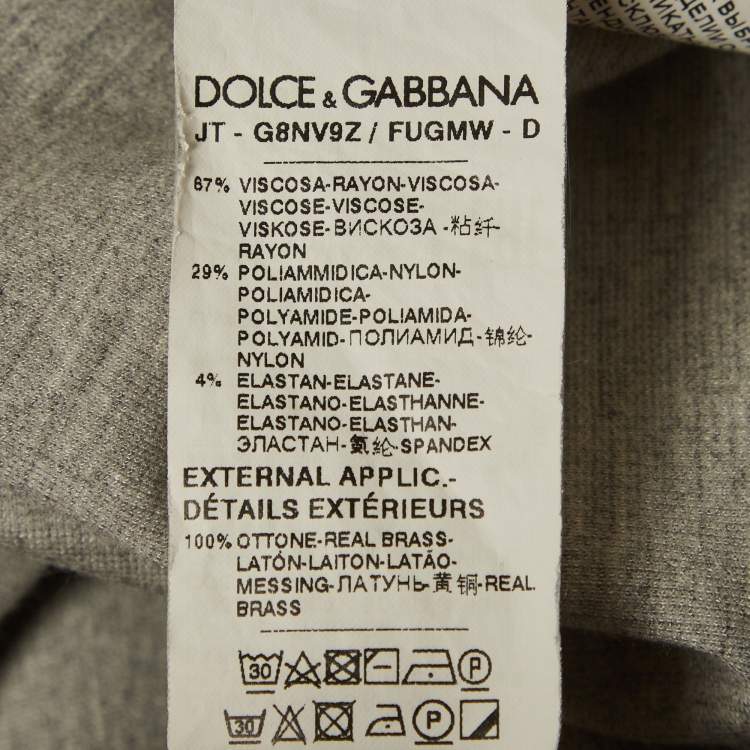 DOLCE & GABBANA
JT - G8NV9Z / FUGMW - D
67% VISCOSA-RAYON-VISCOSA-
VISCOSE-VISCOSE-
VISKOSE-ВИСКОЗА -粘纤-
RAYON
29% POLIAMMIDICA-NYLON-
POLIAMIDICA-
POLYAMIDE-POLIAMIDA-
POLYAMID-ПОЛИАМИД-锦纶-
NYLON
4% ELASTAN-ELASTANE-
ELASTANO-ELASTHANNE-
ELASTANO-ELASTHAN-
ЭЛАСТАН-氨纶-SPANDEX
EXTERNAL APPLIC.-
DÉTAILS EXTÉRIEURS
100% OTTONE-REAL BRASS-
LATÓN-LAITON-LATÃO-
MESSING-ЛАТУНЬ-黄铜-REAL
BRASS
30 P
30 P